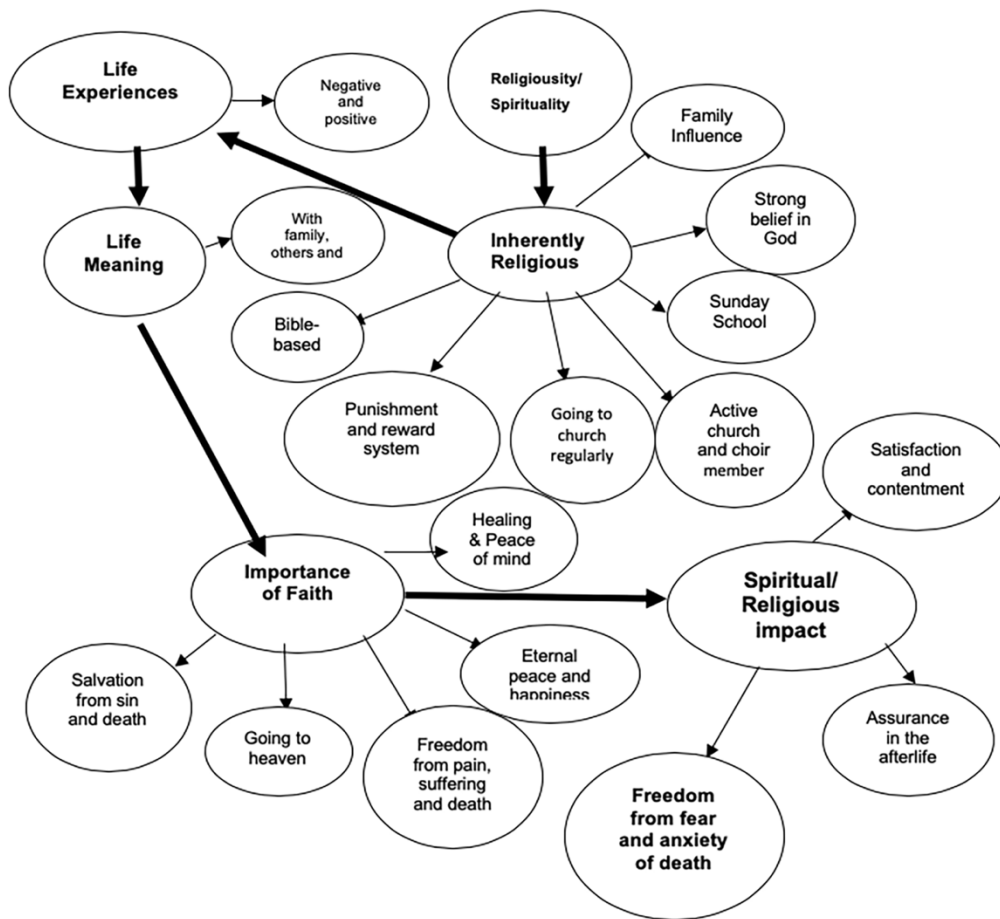 Life
Experiences
Negative
and
positive
Religiousity/
Spirituality
Family
Influence
Strong
belief in
God
Life
Meaning
With
family,
others and
Inherently
Religious
Bible-
based
Sunday
School
Punishment
and reward
system
Going to
church
regularly
Active
church
and choir
member
Satisfaction
and
contentment
Healing
& Peace
of mind
Importance
of Faith
Spiritual/
Religious
impact
Salvation
from sin
and death
Going to
heaven
Freedom
from pain,
suffering
and death
Eternal
peace and
happiness
Assurance
in the
afterlife
Freedom
from fear
and anxiety
of death